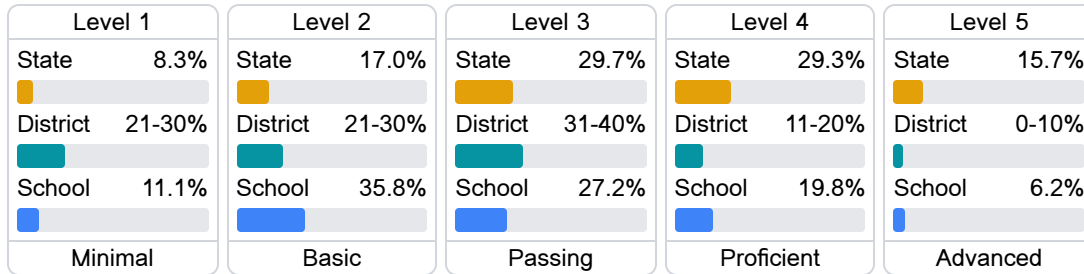 Level 1
State 8.3%
District 21-30%
School 11.1%
Minimal
Level 2
State 17.0%
District 21-30%
School 35.8%
Basic
Level 3
State 29.7%
District 31-40%
School 27.2%
Passing
Level 4
State 29.3%
District 11-20%
School 19.8%
Proficient
Level 5
State 15.7%
District 0-10%
School 6.2%
Advanced